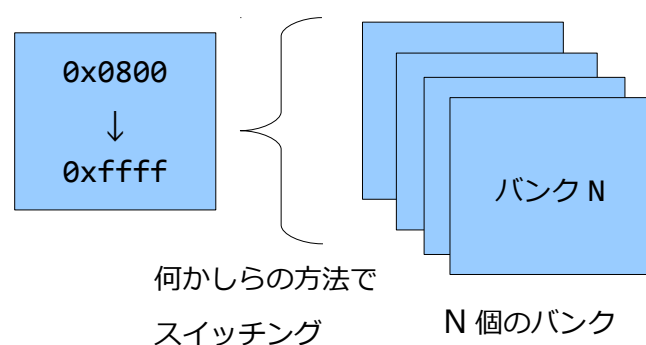 0x0800
↓
0xffff
バンク N
何かしらの方法で
スイッチング
N 個のバンク